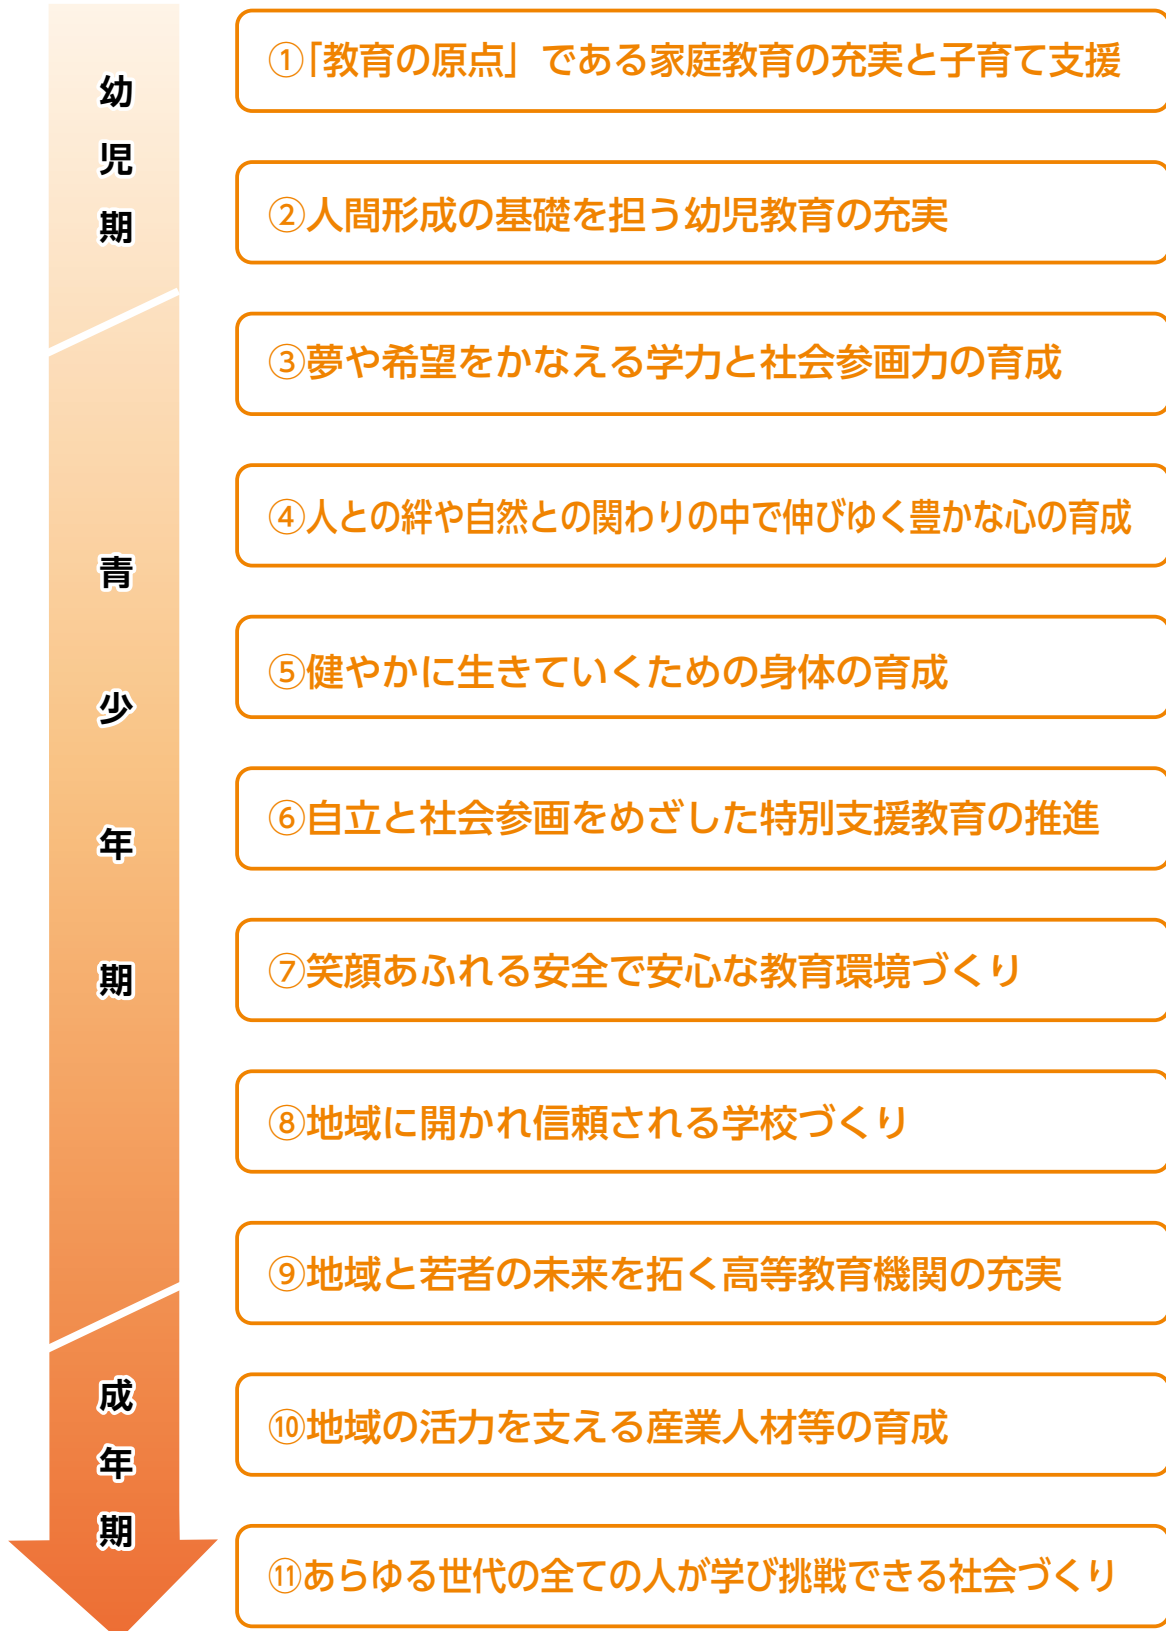 幼児期
①「教育の原点」である家庭教育の充実と子育て支援
②人間形成の基礎を担う幼児教育の充実
青少年期
③夢や希望をかなえる学力と社会参画力の育成
④人との絆や自然との関わりの中で伸びゆく豊かな心の育成
⑤健やかに生きていくための身体の育成
⑥自立と社会参画をめざした特別支援教育の推進
⑦笑顔あふれる安全で安心な教育環境づくり
⑧地域に開かれ信頼される学校づくり
⑨地域と若者の未来を拓く高等教育機関の充実
成年期
⑩地域の活力を支える産業人材等の育成
⑪あらゆる世代の全ての人が学び挑戦できる社会づくり